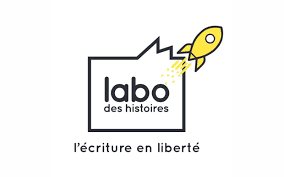 labo
des histoires
l'écriture en liberté